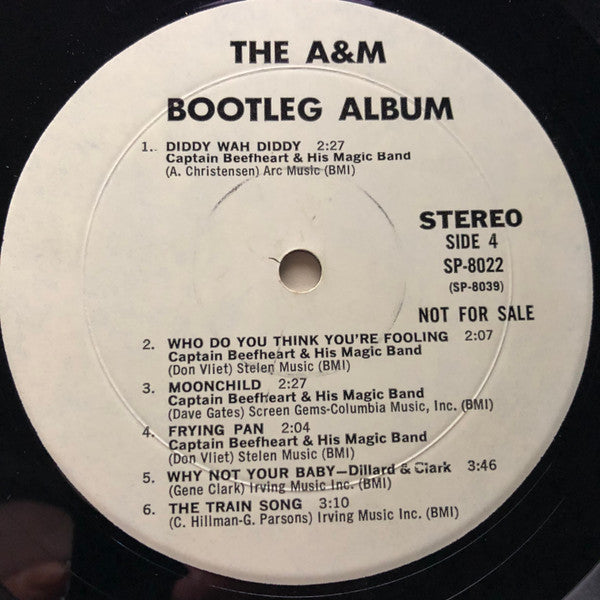 THE A&M
BOOTLEG ALBUM
1. DIDDY WAH DIDDY 2:27
Captain Beefheart & His Magic Band
(A. Christensen) Arc Music (BMI)
STEREO
SIDE 4
SP-8022
(SP-8039)
NOT FOR SALE
2. WHO DO YOU THINK YOU'RE FOOLING 2:07
Captain Beefheart & His Magic Band
(Don Vliet) Stelen Music (BMI)
3. MOONCHILD 2:27
Captain Beefheart & His Magic Band
(Dave Gates) Screen Gems-Columbia Music, Inc. (BMI)
4. FRYING PAN 2:04
Captain Beefheart & His Magic Band
(Don Vliet) Stelen Music (BMI)
5. WHY NOT YOUR BABY—Dillard & Clark 3:46
(Gene Clark) Irving Music Inc. (BMI)
6. THE TRAIN SONG 3:10
(C. Hillman-G. Parsons) Irving Music Inc. (BMI)